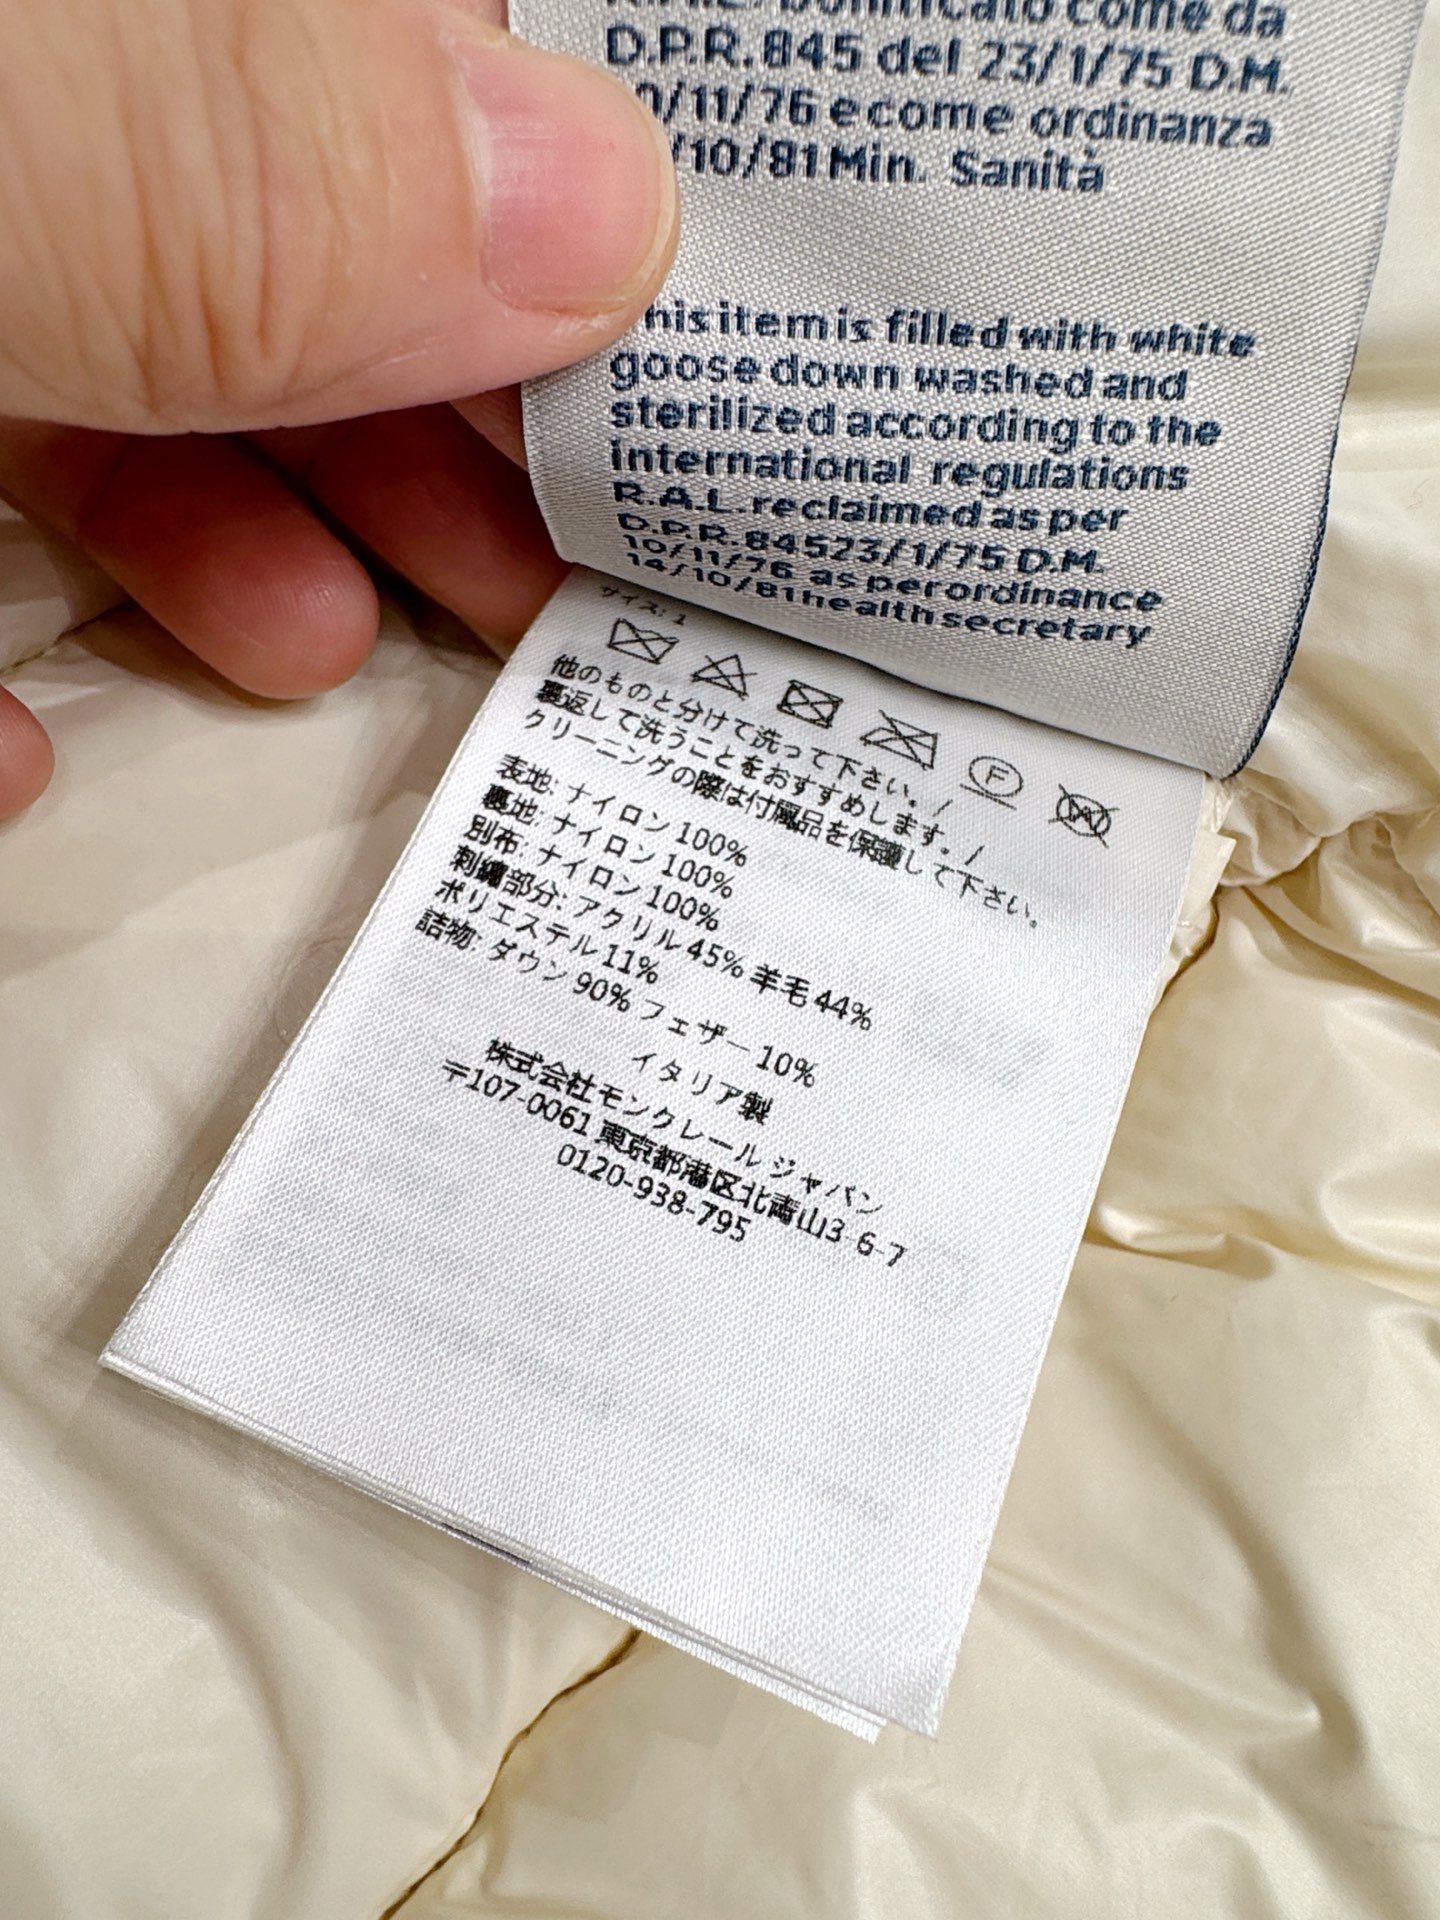 R.A.L. bonificato come da
D.P.R. 845 del 23/1/75 D.M.
0/11/76 e come ordinanza
/10/81 Min. Sanità
his item is filled with white
goose down washed and
sterilized according to the
international regulations
R.A.L. reclaimed as per
D.P.R. 84523/1/75 D.M.
10/11/76 as per ordinance
14/10/81 health secretary
サイズ: 1
F
W
他のものと分けて洗って下さい。/
裏返して洗うことをおすすめします。/
クリーニングの際は付属品を保護して下さい。
表地: ナイロン 100%
裏地: ナイロン 100%
別布: ナイロン 100%
刺繍部分: アクリル 45% 羊毛 44%
ポリエステル 11%
詰物: ダウン 90% フェザー 10%
イタリア製
株式会社モンクレール ジャパン
〒107-0061 東京都港区北青山3-6-7
0120-938-795